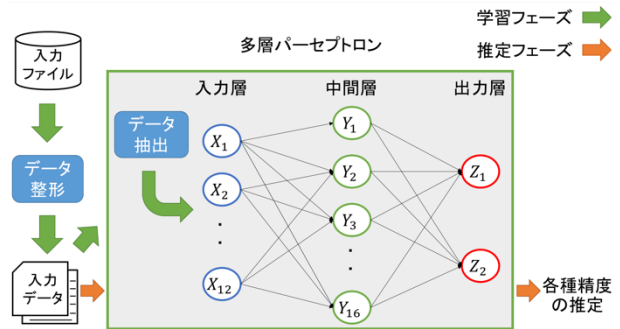 学習フェーズ
推定フェーズ
多層パーセプトロン
入力
ファイル
データ
整形
入力
データ
データ
抽出
入力層
中間層
出力層
X₁
X₂
⋅
⋅
X₁₂
Y₁
Y₂
Y₃
⋅
⋅
Y₁₆
Z₁
Z₂
各種精度
の推定